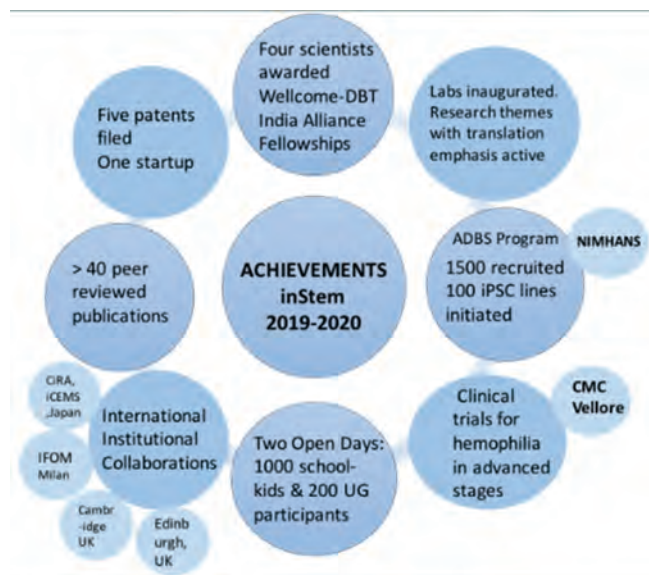 Four scientists
awarded
Wellcome-DBT
India Alliance
Fellowships
Labs inaugurated.
Research themes
with translation
emphasis active
ADBS Program
1500 recruited
100 iPSC lines
initiated
NIMHANS
Clinical
trials for
hemophilia
in advanced
stages
CMC
Vellore
Two Open Days:
1000 school-
kids & 200 UG
participants
International
Institutional
Collaborations
Edinb
urgh,
UK
Cambr
-idge
UK
IFOM
Milan
CiRA,
iCEMS
,Japan
> 40 peer
reviewed
publications
Five patents
filed
One startup
ACHIEVEMENTS
inStem
2019-2020